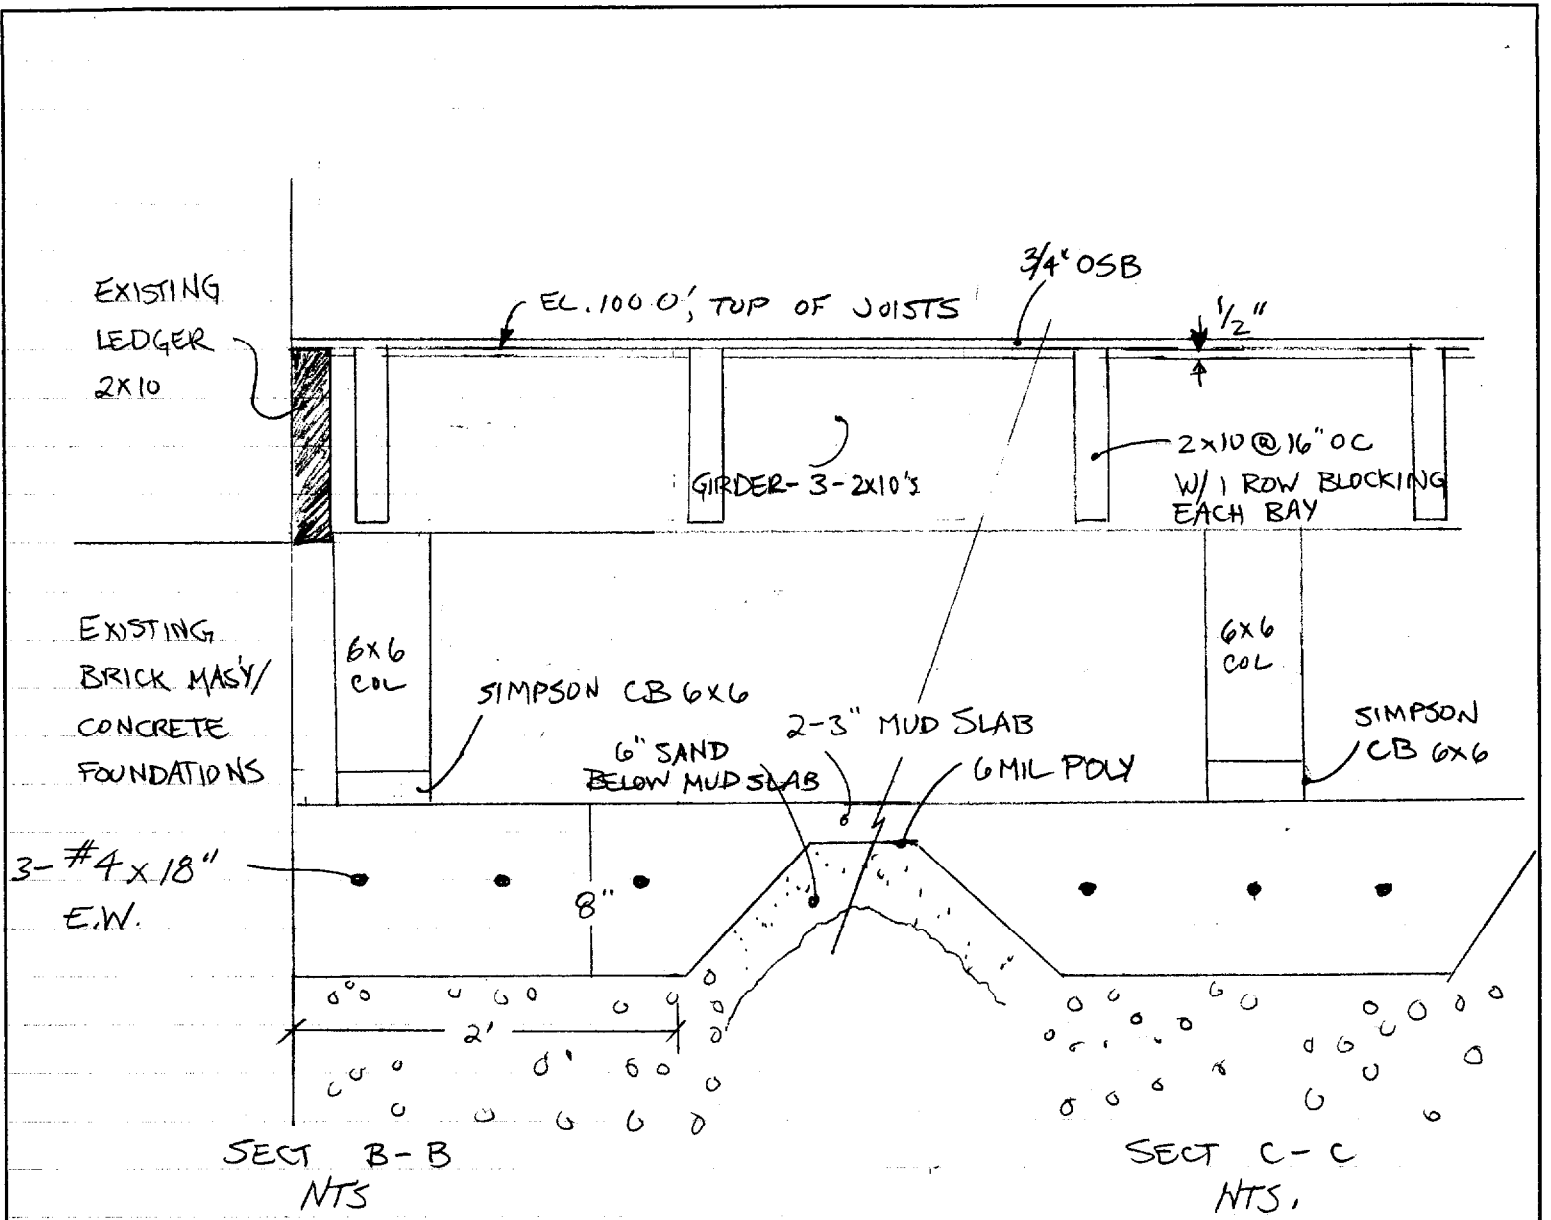 3/4" OSB
EXISTING
LEDGER
2X10
EL. 100 0', TOP OF JOISTS
1/2"
2x10 @ 16" OC
W/ 1 ROW BLOCKING
EACH BAY
GIRDER- 3- 2X10's
EXISTING
BRICK MAS'Y/
CONCRETE
FOUNDATIONS
6X6
COL
SIMPSON CB 6X6
6" SAND
BELOW MUD SLAB
2-3" MUD SLAB
6 MIL POLY
6X6
COL
SIMPSON
CB 6X6
3- #4 x 18"
E.W.
8"
2'
SECT B-B
NTS
SECT C-C
NTS.